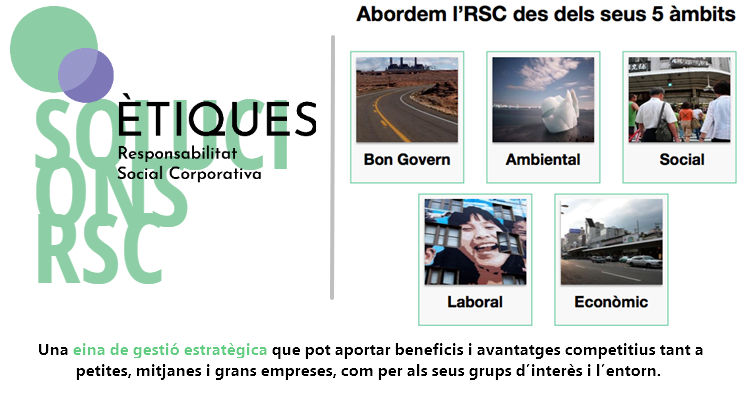 SOLUCI
ONS
RSC
ÈTIQUES
Responsabilitat
Social Corporativa
Abordem l’RSC des dels seus 5 àmbits
Bon Govern
Ambiental
Social
Laboral
Econòmic
Una eina de gestió estratègica que pot aportar beneficis i avantatges competitius tant a
petites, mitjanes i grans empreses, com per als seus grups d´interès i l´entorn.